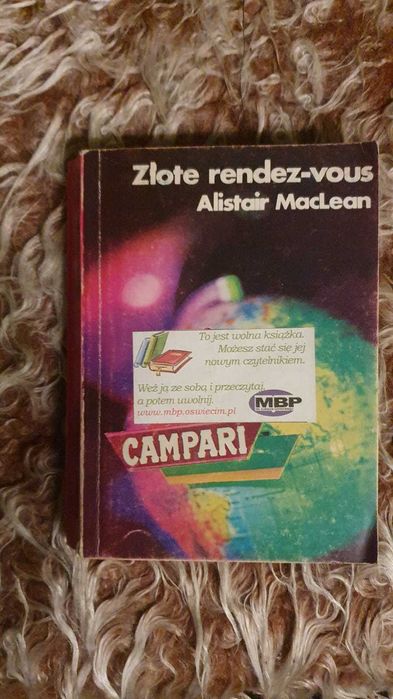 Złote rendez-vous
Alistair MacLean
To jest wolna książka.
Możesz stać się jej
nowym czytelnikiem.
Weź ją ze sobą i przeczytaj,
a potem uwolnij.
www.mbp.oswiecim.pl
MBP
CAMPARI